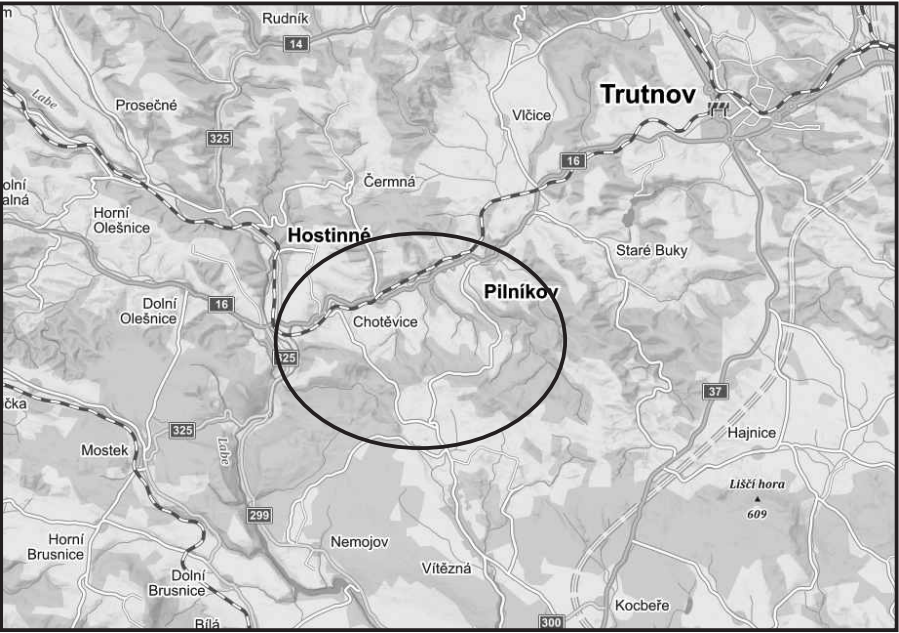 m
Rudník
14
Trutnov
Labe
Prosečné
Vlčice
325
16
Čermná
olní
alná
Horní
Olešnice
Hostinné
Staré Buky
Pilníkov
16
Dolní
Olešnice
Chotěvice
325
37
čka
325
Hajnice
Mostek
Labe
Liščí hora
609
299
Horní
Brusnice
Nemojov
Vítězná
Dolní
Brusnice
Kocbeře
Bílá
300